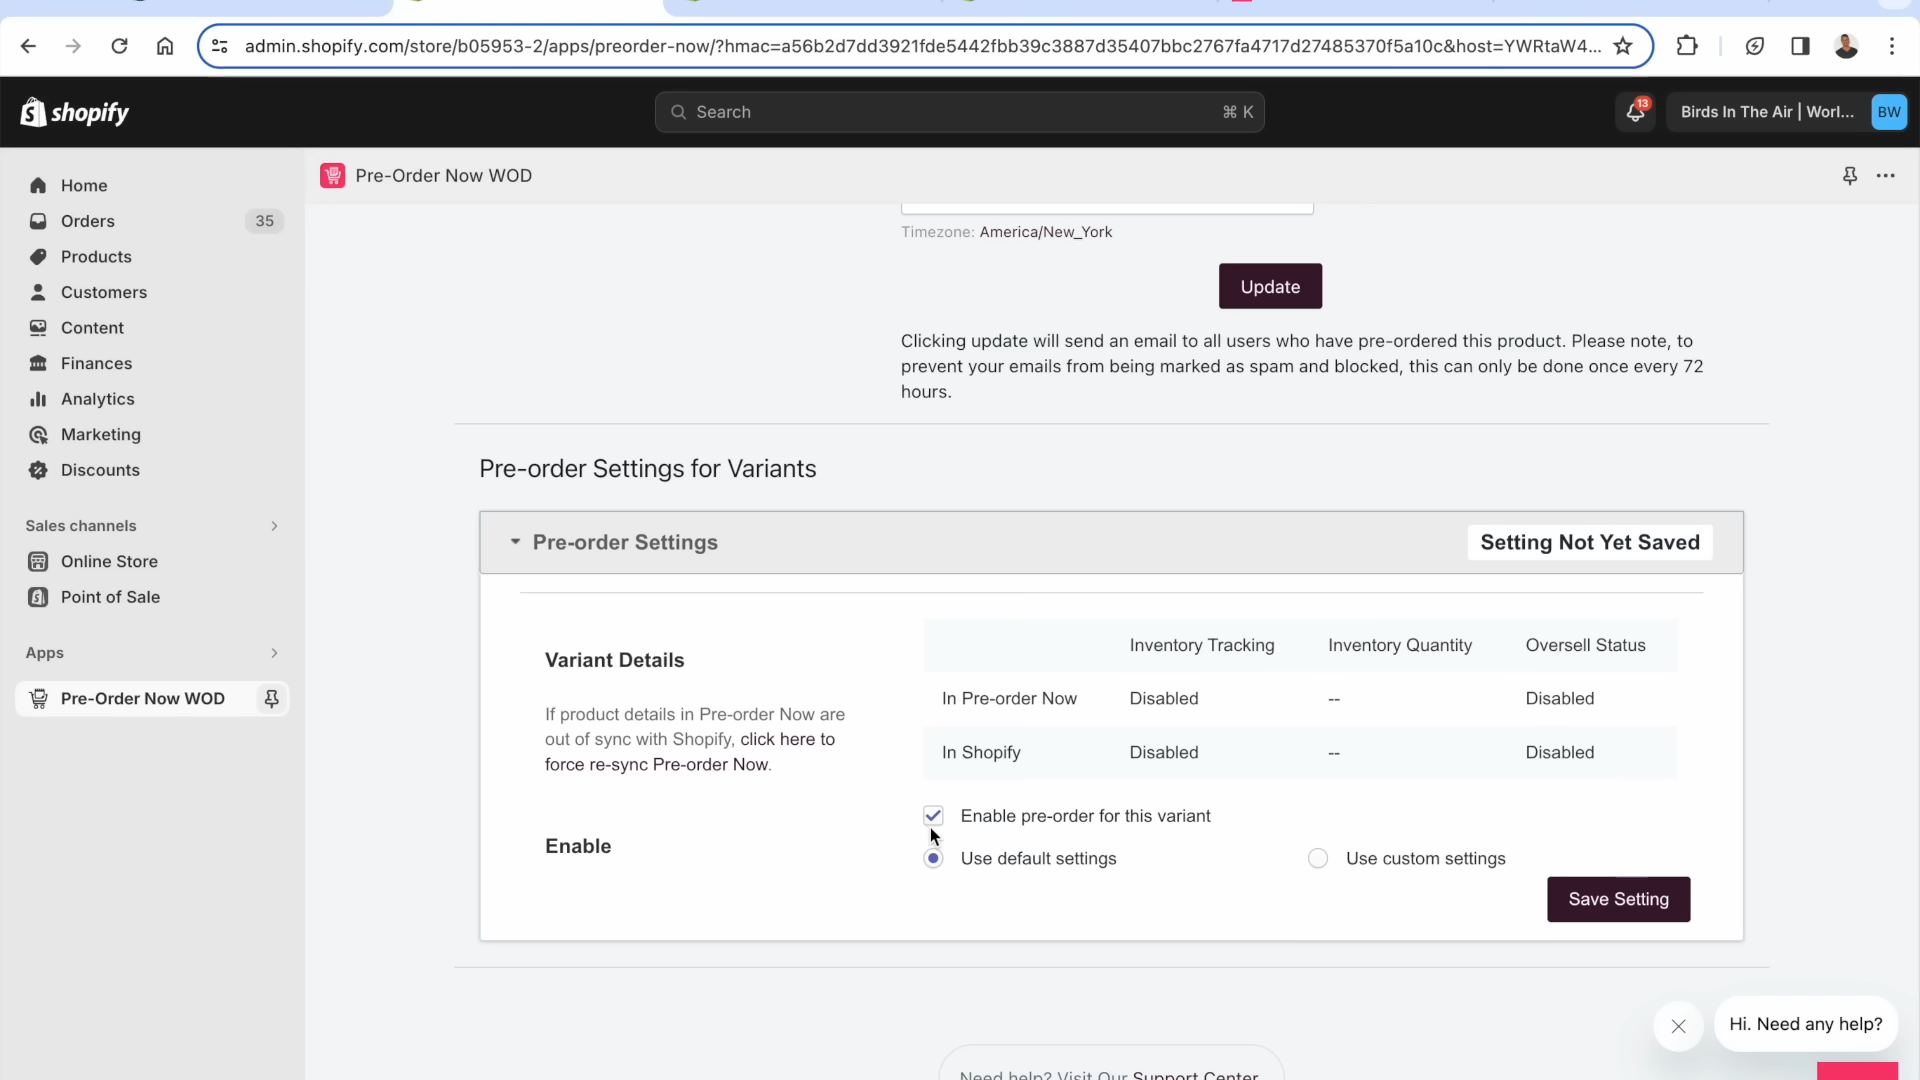 admin.shopify.com/store/b05953-2/apps/preorder-now/?hmac=a56b2d7dd3921fde5442fbb39c3887d35407bbc2767fa4717d27485370f5a10c&host=YWRtaW4...
shopify
Search
⌘ K
13
Birds In The Air | Worl...
BW
Home
Orders
35
Products
Customers
Content
Finances
Analytics
Marketing
Discounts
Sales channels
Online Store
Point of Sale
Apps
Pre-Order Now WOD
Pre-Order Now WOD
Timezone: America/New_York
Update
Clicking update will send an email to all users who have pre-ordered this product. Please note, to
prevent your emails from being marked as spam and blocked, this can only be done once every 72
hours.
Pre-order Settings for Variants
Pre-order Settings
Setting Not Yet Saved
Variant Details
If product details in Pre-order Now are
out of sync with Shopify, click here to
force re-sync Pre-order Now.
Inventory Tracking Inventory Quantity Oversell Status
In Pre-order Now Disabled -- Disabled
In Shopify Disabled -- Disabled
Enable
Enable pre-order for this variant
Use default settings
Use custom settings
Save Setting
Hi. Need any help?
Need help? Visit Our Support Center